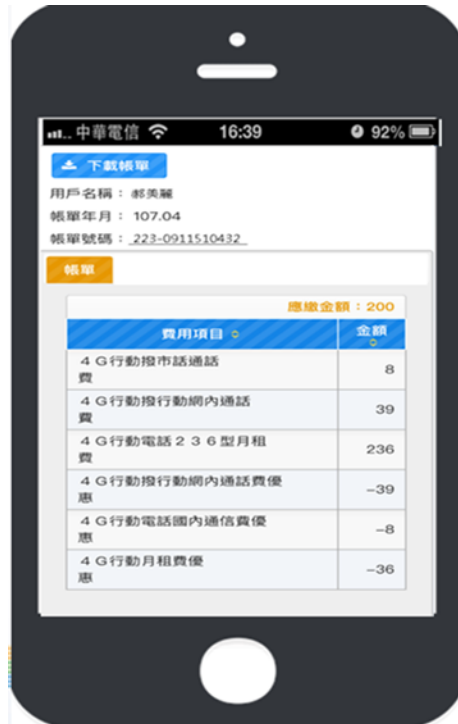 中華電信 16:39 92%
下載帳單
用戶名稱：郝美麗
帳單年月：107.04
帳單號碼：223-0911510432
帳單
應繳金額：200
費用項目 金額
４Ｇ行動撥市話通話
費 8
４Ｇ行動撥行動網內通話
費 39
４Ｇ行動電話２３６型月租
費 236
４Ｇ行動撥行動網內通話費優
惠 -39
４Ｇ行動電話國內通信費優
惠 -8
４Ｇ行動月租費優
惠 -36